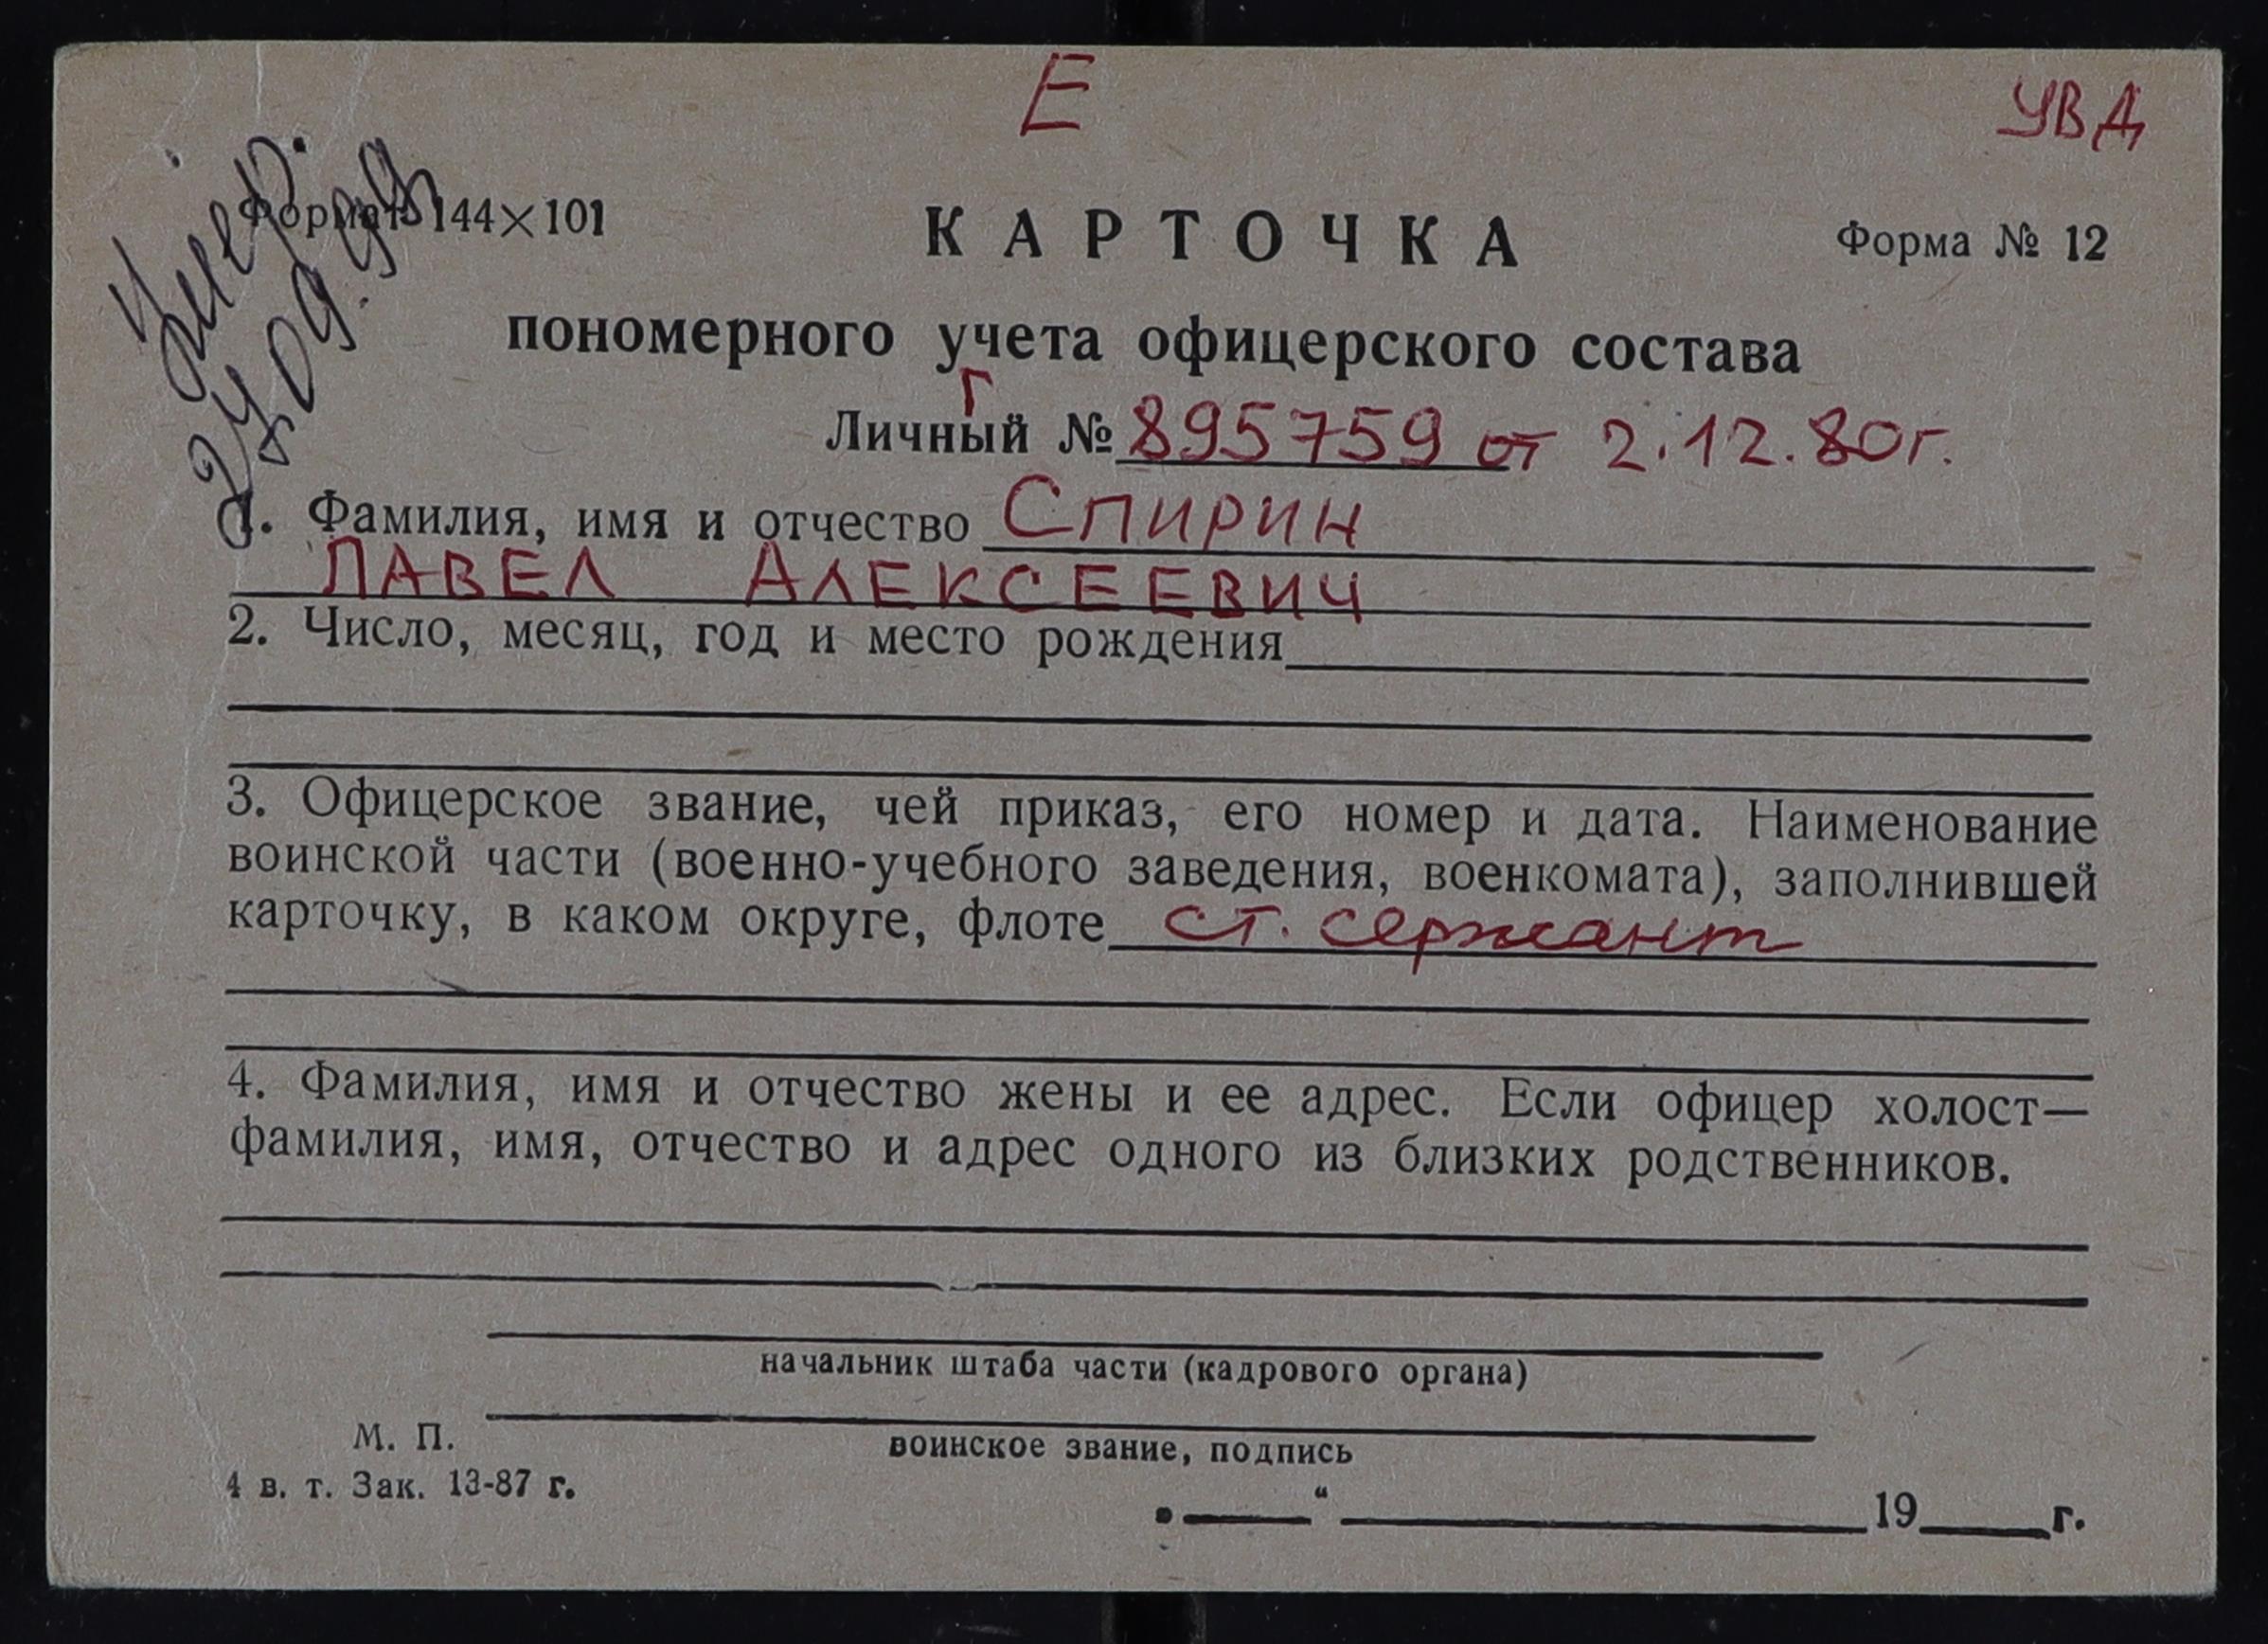 Е
УВД
Умер.
Формат 144×101
КАРТОЧКА
Форма № 12
пономерного учета офицерского состава
Г
Личный № 895759 от 2.12.80г.
1. Фамилия, имя и отчество Спирин
ПАВЕЛ АЛЕКСЕЕВИЧ
2. Число, месяц, год и место рождения
3. Офицерское звание, чей приказ, его номер и дата. Наименование
воинской части (военно-учебного заведения, военкомата), заполнившей
карточку, в каком округе, флоте ст. сержант
4. Фамилия, имя и отчество жены и ее адрес. Если офицер холост—
фамилия, имя, отчество и адрес одного из близких родственников.
начальник штаба части (кадрового органа)
М. П.
воинское звание, подпись
4 в. т. Зак. 13-87 г.
„ “ 19 г.